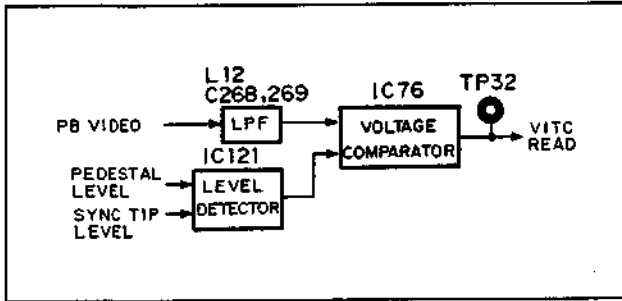 L12
C268,269
LPF
IC76
TP32
PB VIDEO
VOLTAGE
COMPARATOR
VITC
READ
IC121
PEDESTAL
LEVEL
SYNC TIP
LEVEL
LEVEL
DETECTOR